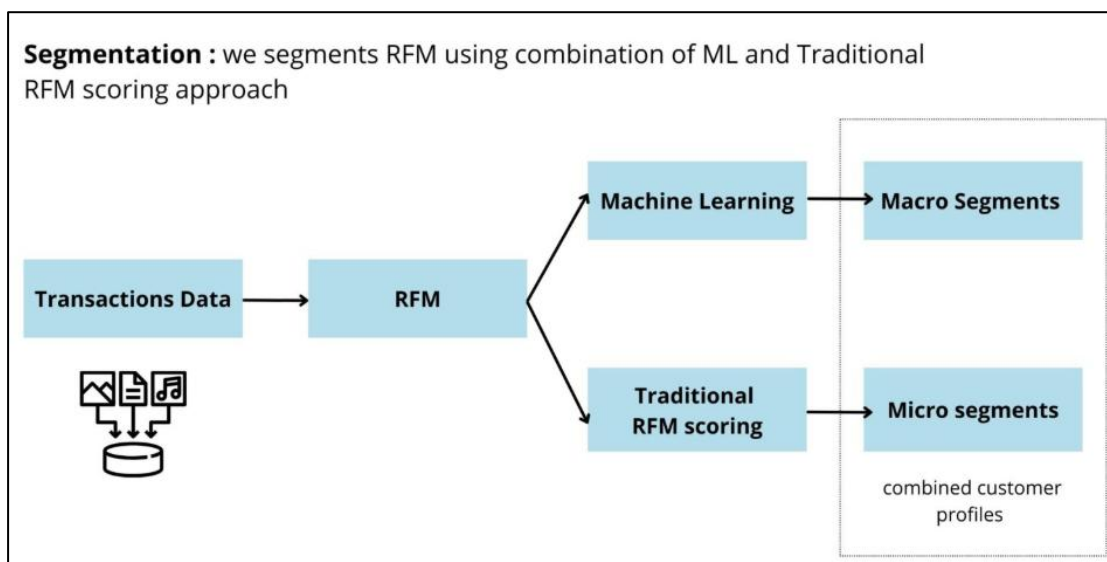 Segmentation : we segments RFM using combination of ML and Traditional
RFM scoring approach
Machine Learning
Macro Segments
Transactions Data
RFM
Traditional
RFM scoring
Micro segments
combined customer
profiles